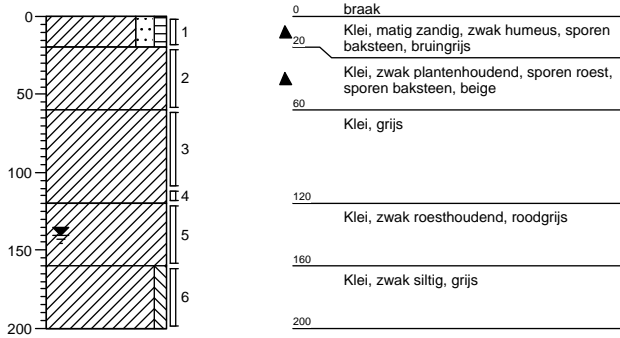 0
50
100
150
200
1
2
3
4
5
6
0 braak
Klei, matig zandig, zwak humeus, sporen
baksteen, bruingrijs
20
Klei, zwak plantenhoudend, sporen roest,
sporen baksteen, beige
60
Klei, grijs
120
Klei, zwak roesthoudend, roodgrijs
160
Klei, zwak siltig, grijs
200